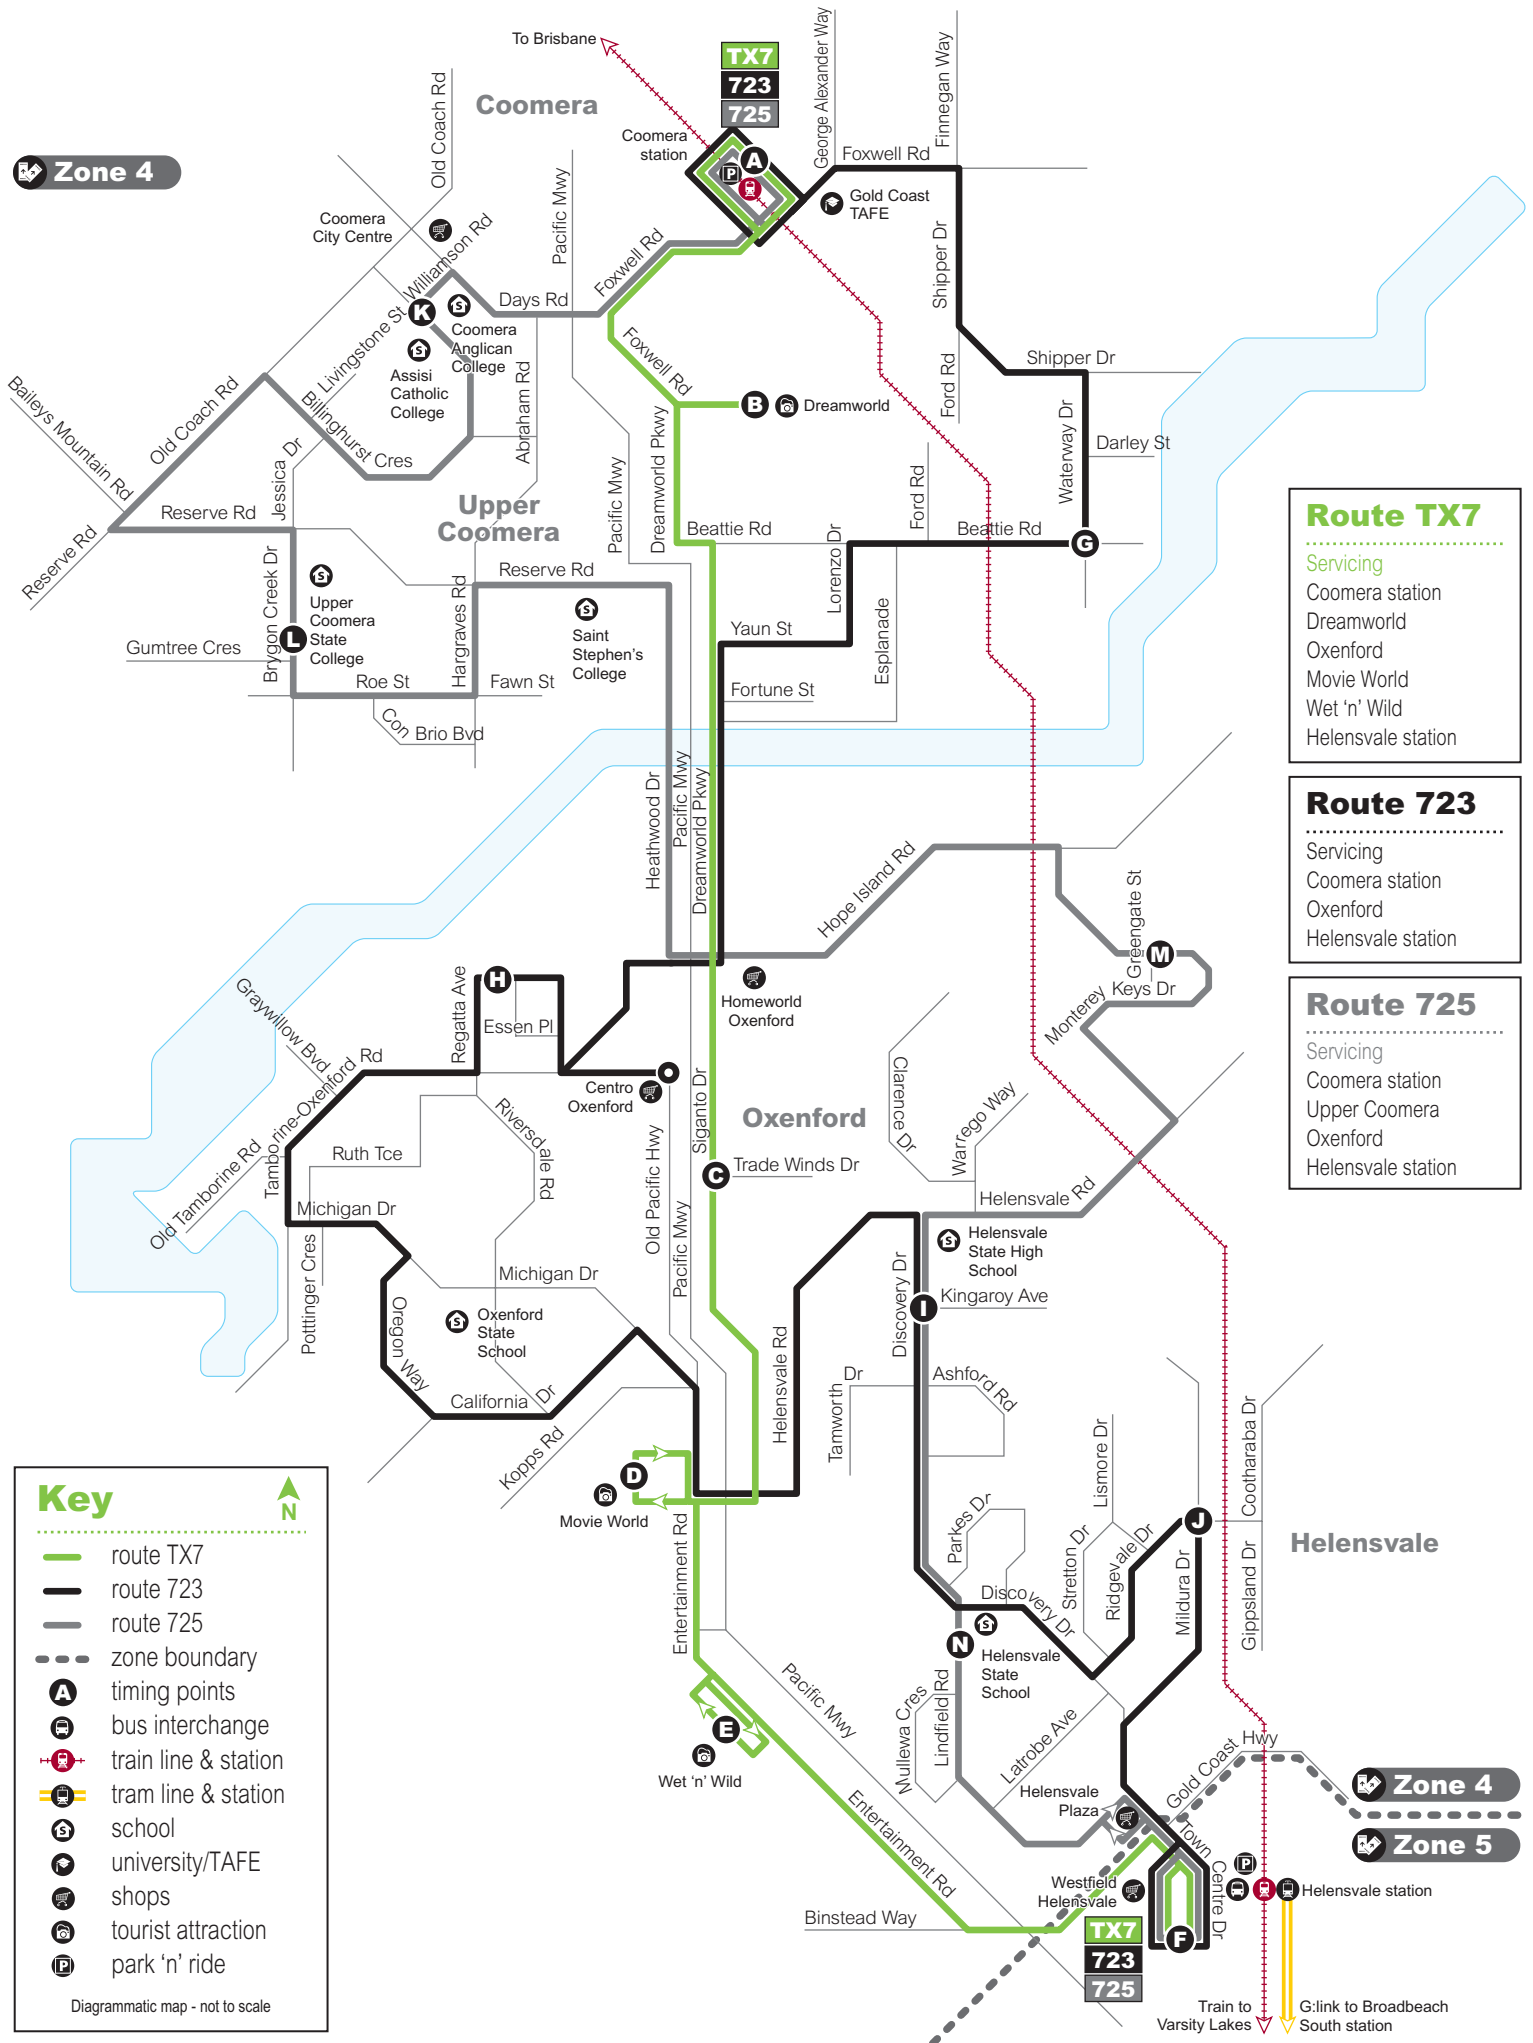 To Brisbane
TX7
723
725
Coomera
Coomera
station
A
P
George Alexander Way
Finnegan Way
Foxwell Rd
Gold Coast
TAFE
Zone 4
Old Coach Rd
Pacific Mwy
Coomera
City Centre
Williamson Rd
Foxwell Rd
Days Rd
K
Livingstone St
Coomera
Anglican
College
Assisi
Catholic
College
Abraham Rd
Shipper Dr
Shipper Dr
Ford Rd
Foxwell Rd
B
Dreamworld
Dreamworld Pkwy
Baileys Mountain Rd
Old Coach Rd
Billinghurst Cres
Jessica Dr
Waterway Dr
Darley St
Pacific Mwy
Upper
Coomera
Reserve Rd
Reserve Rd
Beattie Rd
Lorenzo Dr
Ford Rd
Beattie Rd
G
Reserve Rd
Brygon Creek Dr
Upper
Coomera
State
College
L
Gumtree Cres
Hargraves Rd
Saint
Stephen's
College
Yaun St
Esplanade
Roe St
Fawn St
Fortune St
Con Brio Bvd
Heathwood Dr
Pacific Mwy
Dreamworld Pkwy
Hope Island Rd
Greengate St
M
Monterey Keys Dr
Homeworld
Oxenford
Regatta Ave
H
Essen Pl
Graywillow Bvd
Tamborine-Oxenford Rd
Old Tamborine Rd
Centro
Oxenford
Siganto Dr
Oxenford
Clarence Dr
Warrego Way
Riversdale Rd
Ruth Tce
C
Trade Winds Dr
Old Pacific Hwy
Pacific Mwy
Michigan Dr
Michigan Dr
Potttinger Cres
Helensvale Rd
Helensvale
State High
School
Discovery Dr
I
Kingaroy Ave
Oregon Way
Oxenford
State
School
California Dr
Kopps Rd
Helensvale Rd
Tamworth Dr
Ashford Rd
Lismore Dr
Cootharaba Dr
D
Movie World
Entertainment Rd
Parkes Dr
Discovery Dr
Stretton Dr
Ridgevale Dr
J
Mildura Dr
Gippsland Dr
Helensvale
N
Helensvale
State
School
Mullewa Cres
Lindfield Rd
Latrobe Ave
Pacific Mwy
E
Wet 'n' Wild
Entertainment Rd
Helensvale
Plaza
Gold Coast Hwy
Zone 4
Zone 5
Town Centre Dr
P
Helensvale station
Westfield
Helensvale
Binstead Way
F
TX7
723
725
Train to
Varsity Lakes
G:link to Broadbeach
South station
Route TX7
Servicing
Coomera station
Dreamworld
Oxenford
Movie World
Wet 'n' Wild
Helensvale station
Route 723
Servicing
Coomera station
Oxenford
Helensvale station
Route 725
Servicing
Coomera station
Upper Coomera
Oxenford
Helensvale station
Key
N
route TX7
route 723
route 725
zone boundary
A
timing points
bus interchange
train line & station
tram line & station
S
school
university/TAFE
shops
tourist attraction
P
park 'n' ride
Diagrammatic map - not to scale